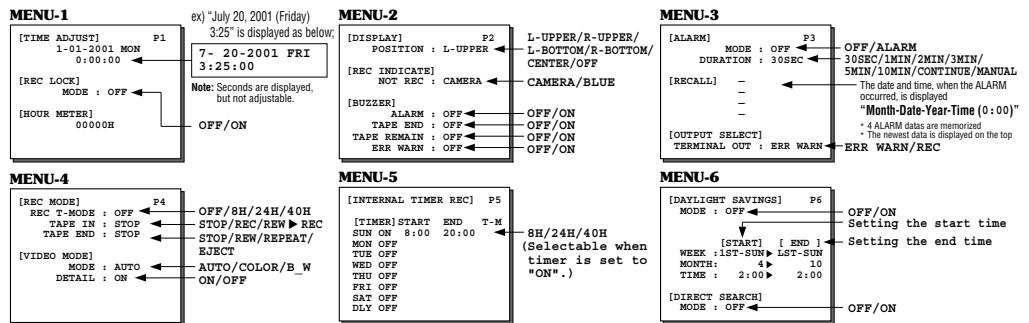 MENU-1
[TIME ADJUST] P1
1-01-2001 MON
0:00:00
[REC LOCK]
MODE : OFF
[HOUR METER]
00000H
ex) “July 20, 2001 (Friday)
3:25” is displayed as below;
7- 20-2001 FRI
3:25:00
Note: Seconds are displayed,
but not adjustable.
OFF/ON
MENU-2
[DISPLAY] P2
POSITION : L-UPPER
[REC INDICATE]
NOT REC : CAMERA
[BUZZER]
ALARM : OFF
TAPE END : OFF
TAPE REMAIN : OFF
ERR WARN : OFF
L-UPPER/R-UPPER/
L-BOTTOM/R-BOTTOM/
CENTER/OFF
CAMERA/BLUE
OFF/ON
OFF/ON
OFF/ON
OFF/ON
MENU-3
[ALARM] P3
MODE : OFF
DURATION : 30SEC
[RECALL] –
–
–
–
[OUTPUT SELECT]
TERMINAL OUT : ERR WARN
OFF/ALARM
30SEC/1MIN/2MIN/3MIN/
5MIN/10MIN/CONTINUE/MANUAL
The date and time, when the ALARM
occurred, is displayed
“Month-Date-Year-Time (0:00)”
* 4 ALARM datas are memorized
* The newest data is displayed on the top
ERR WARN/REC
MENU-4
[REC MODE] P4
REC T-MODE : OFF
TAPE IN : STOP
TAPE END : STOP
[VIDEO MODE]
MODE : AUTO
DETAIL : ON
OFF/8H/24H/40H
STOP/REC/REW ▶ REC
STOP/REW/REPEAT/
EJECT
AUTO/COLOR/B_W
ON/OFF
MENU-5
[INTERNAL TIMER REC] P5
[TIMER] START END T-M
SUN ON 8:00 20:00
MON OFF
TUE OFF
WED OFF
THU OFF
FRI OFF
SAT OFF
DLY OFF
8H/24H/40H
(Selectable when
timer is set to
"ON".)
MENU-6
[DAYLIGHT SAVINGS] P6
MODE : OFF
[START] [ END ]
WEEK :1ST-SUN▶ LST-SUN
MONTH: 4▶ 10
TIME : 2:00▶ 2:00
[DIRECT SEARCH]
MODE : OFF
OFF/ON
Setting the start time
Setting the end time
OFF/ON